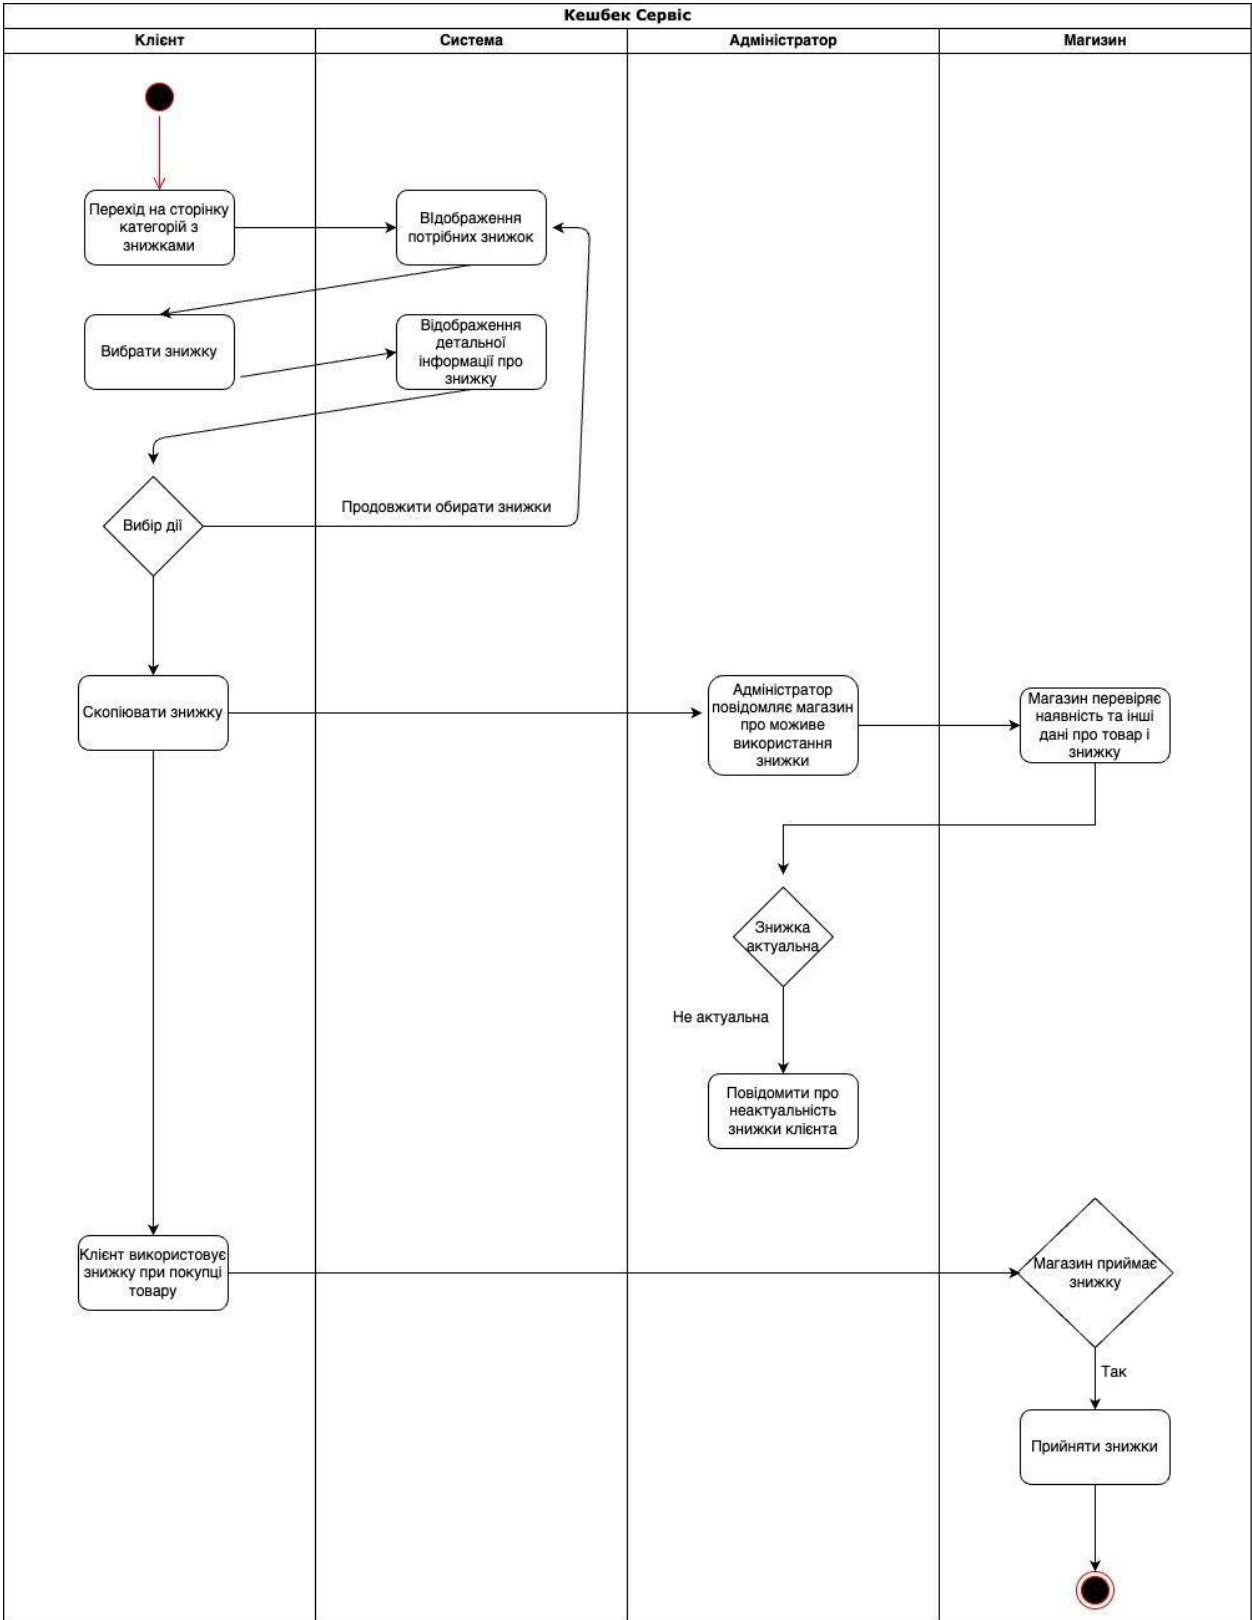 Кешбек Сервіс
Клієнт
Система
Адміністратор
Магазин
Перехід на сторінку
категорій з
знижками
ВІдображення
потрібних знижок
Вибрати знижку
Відображення
детальної
інформації про
знижку
Вибір дії
Продовжити обирати знижки
Скопіювати знижку
Адміністратор
повідомляє магазин
про моживе
використання
знижки
Магазин перевіряє
наявність та інші
дані про товар і
знижку
Знижка
актуальна
Не актуальна
Повідомити про
неактуальність
знижки клієнта
Клієнт використовує
знижку при покупці
товару
Магазин приймає
знижку
Так
Прийняти знижки